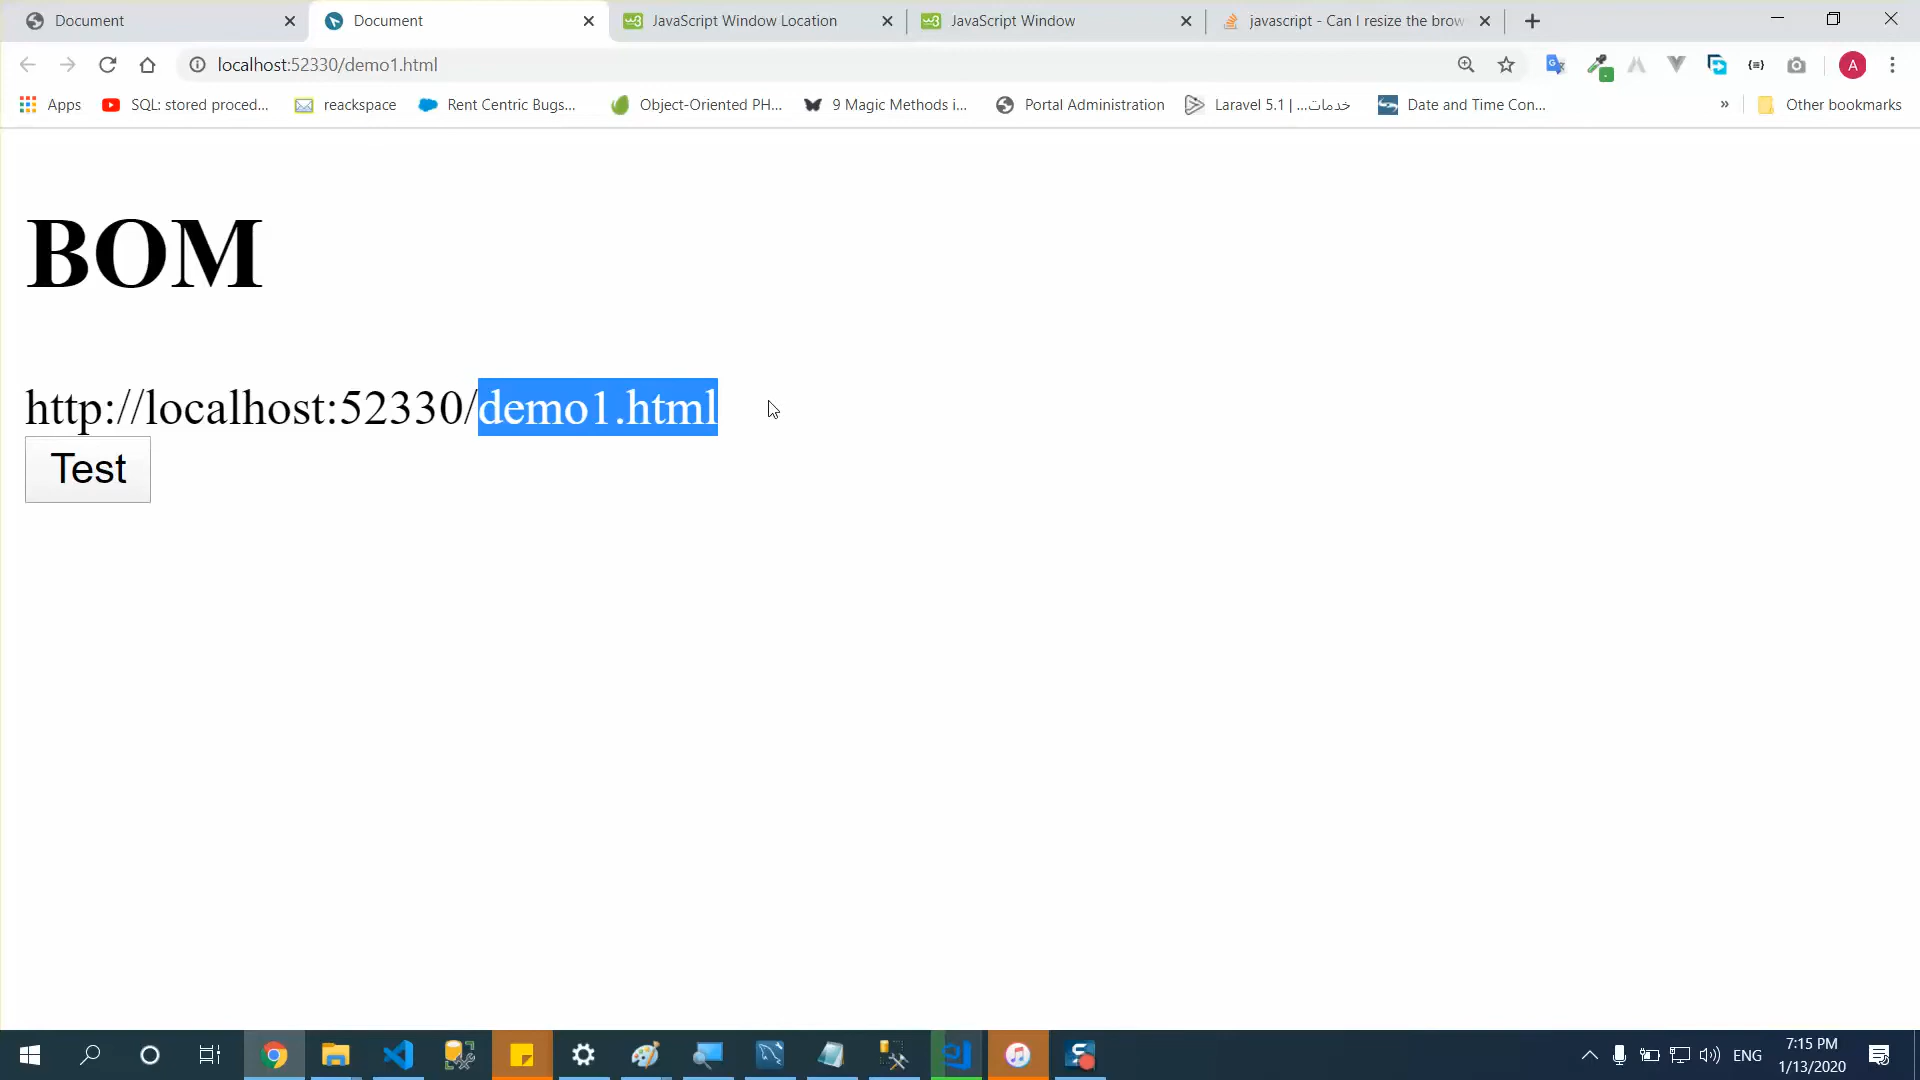 Document
Document
JavaScript Window Location
JavaScript Window
javascript - Can I resize the brow
localhost:52330/demo1.html
A
Apps
SQL: stored proced...
reackspace
Rent Centric Bugs...
Object-Oriented PH...
9 Magic Methods i...
Portal Administration
Laravel 5.1 | ...خدمات
Date and Time Con...
»
Other bookmarks
BOM
http://localhost:52330/demo1.html
Test
ENG
7:15 PM
1/13/2020